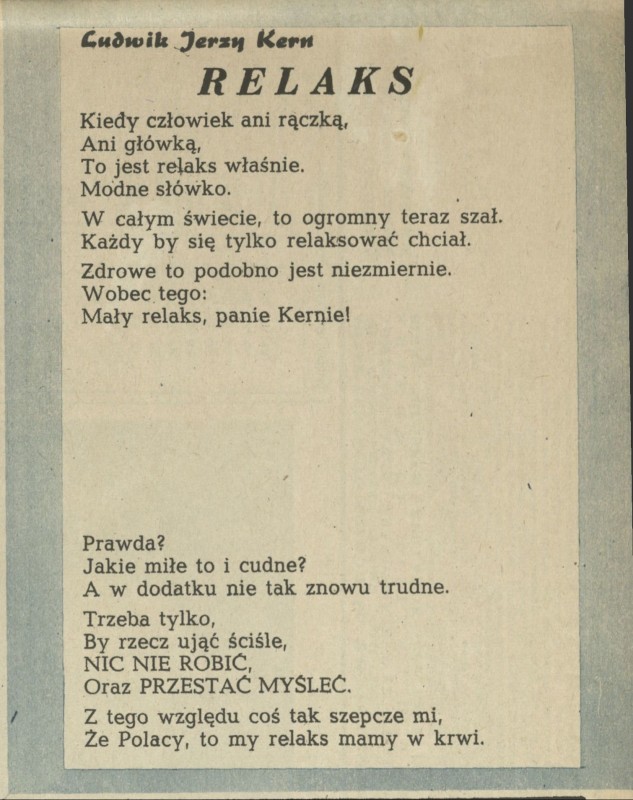 Ludwik Jerzy Kern
RELAKS
Kiedy człowiek ani rączką,
Ani główką,
To jest relaks właśnie.
Modne słówko.
W całym świecie, to ogromny teraz szał.
Każdy by się tylko relaksować chciał.
Zdrowe to podobno jest niezmiernie.
Wobec tego:
Mały relaks, panie Kernie!
Prawda?
Jakie miłe to i cudne?
A w dodatku nie tak znowu trudne.
Trzeba tylko,
By rzecz ująć ściśle,
NIC NIE ROBIĆ,
Oraz PRZESTAĆ MYŚLEĆ.
Z tego względu coś tak szepcze mi,
Że Polacy, to my relaks mamy w krwi.